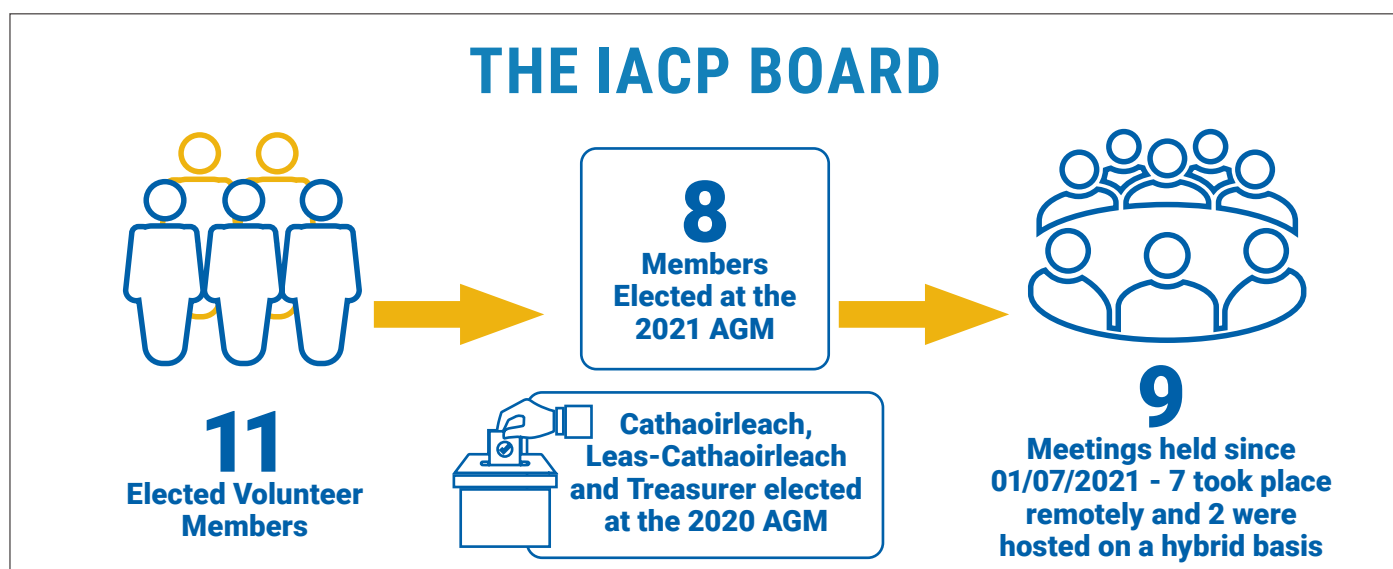 THE IACP BOARD
11
Elected Volunteer
Members
8
Members
Elected at the
2021 AGM
Cathaoirleach,
Leas-Cathaoirleach
and Treasurer elected
at the 2020 AGM
9
Meetings held since
01/07/2021 - 7 took place
remotely and 2 were
hosted on a hybrid basis